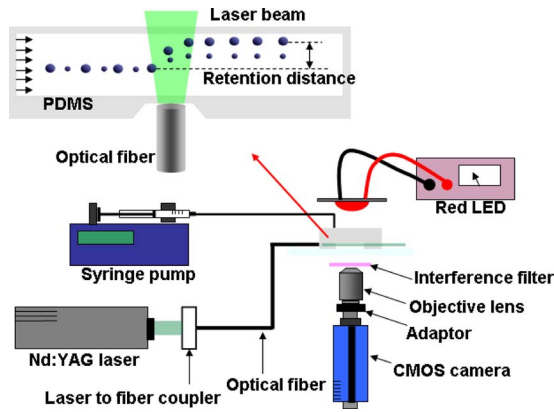 Laser beam
Retention distance
PDMS
Optical fiber
Red LED
Syringe pump
Interference filter
Objective lens
Adaptor
Nd:YAG laser
CMOS camera
Optical fiber
Laser to fiber coupler